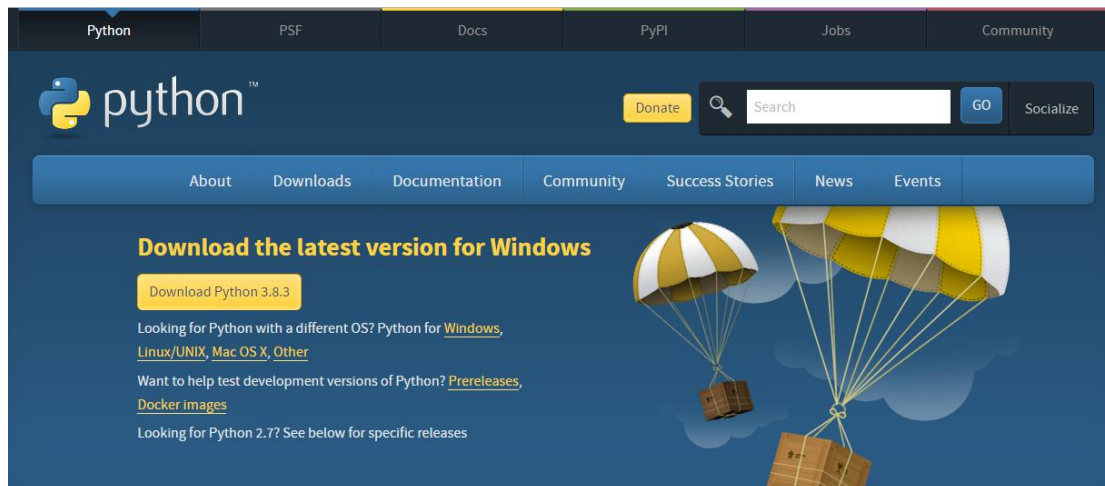 Python PSF Docs PyPI Jobs Community
python™
Donate Search GO Socialize
About Downloads Documentation Community Success Stories News Events
Download the latest version for Windows
Download Python 3.8.3
Looking for Python with a different OS? Python for Windows,
Linux/UNIX, Mac OS X, Other
Want to help test development versions of Python? Prereleases,
Docker images
Looking for Python 2.7? See below for specific releases